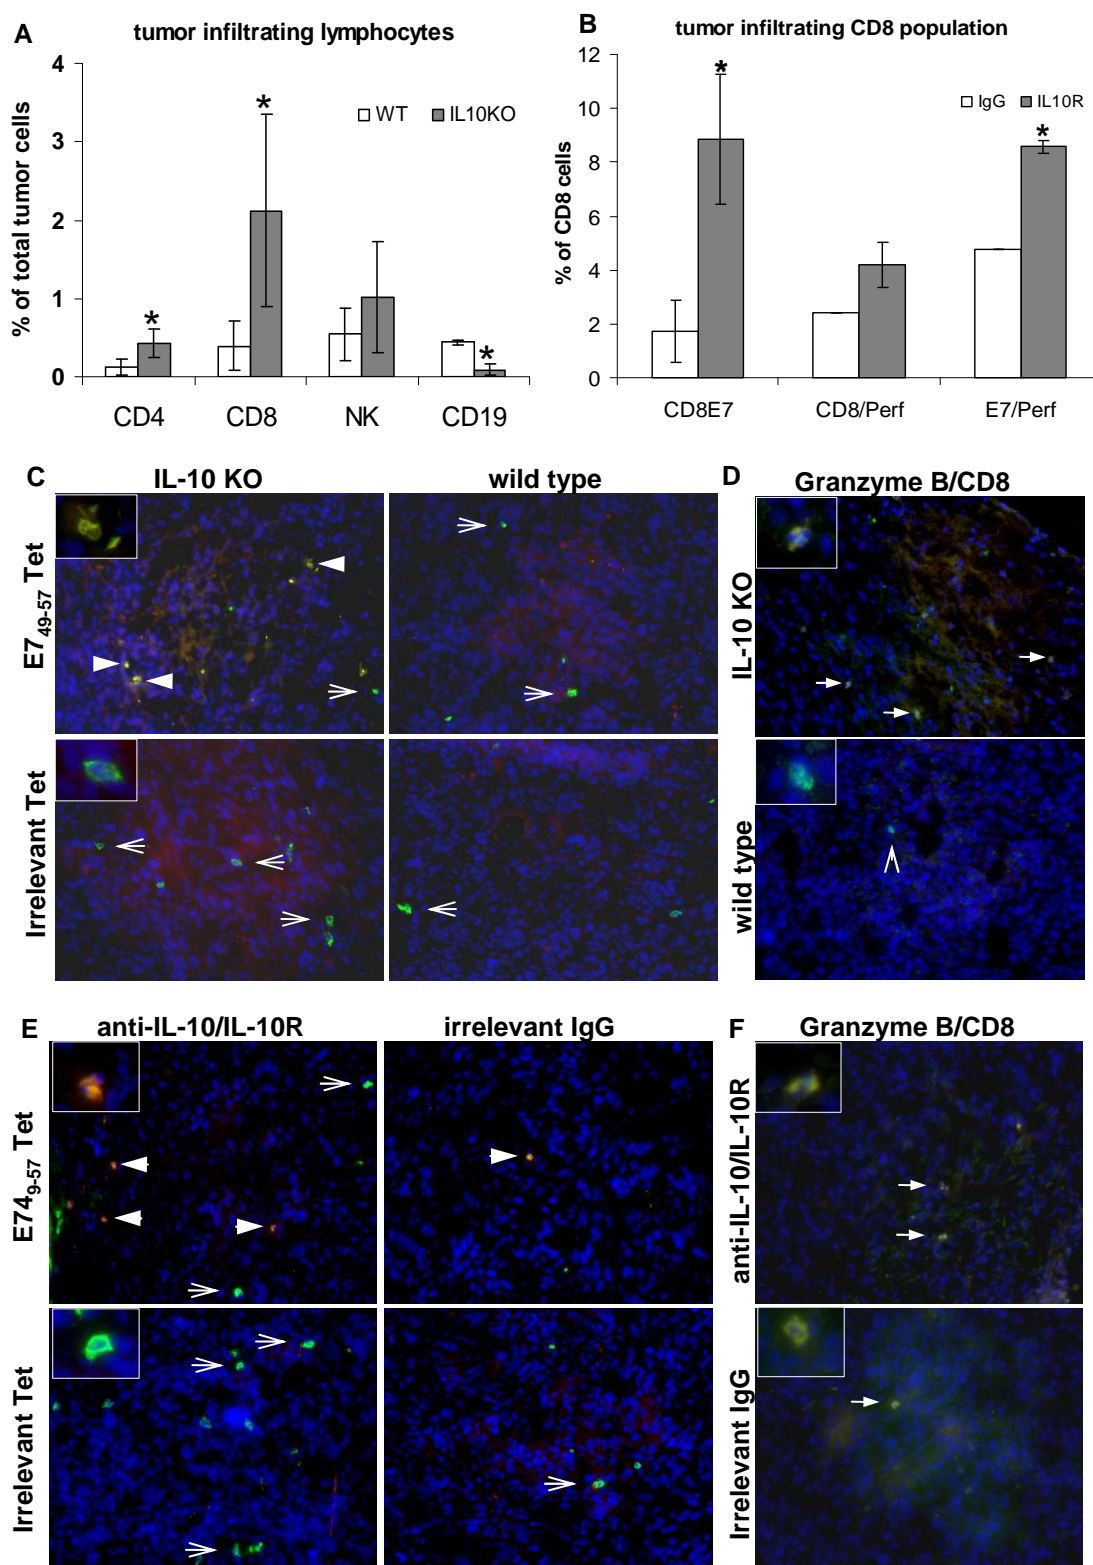 A
tumor infiltrating lymphocytes
% of total tumor cells
4
3
2
1
0
WT IL10KO
*
*
*
CD4 CD8 NK CD19
B
tumor infiltrating CD8 population
% of CD8 cells
12
10
8
6
4
2
0
IgG IL10R
*
*
CD8E7 CD8/Perf E7/Perf
C
IL-10 KO
wild type
E7₄₉₋₅₇ Tet
Irrelevant Tet
D
Granzyme B/CD8
IL-10 KO
wild type
E
anti-IL-10/IL-10R
irrelevant IgG
E74₉₋₅₇ Tet
Irrelevant Tet
F
Granzyme B/CD8
anti-IL-10/IL-10R
Irrelevant IgG